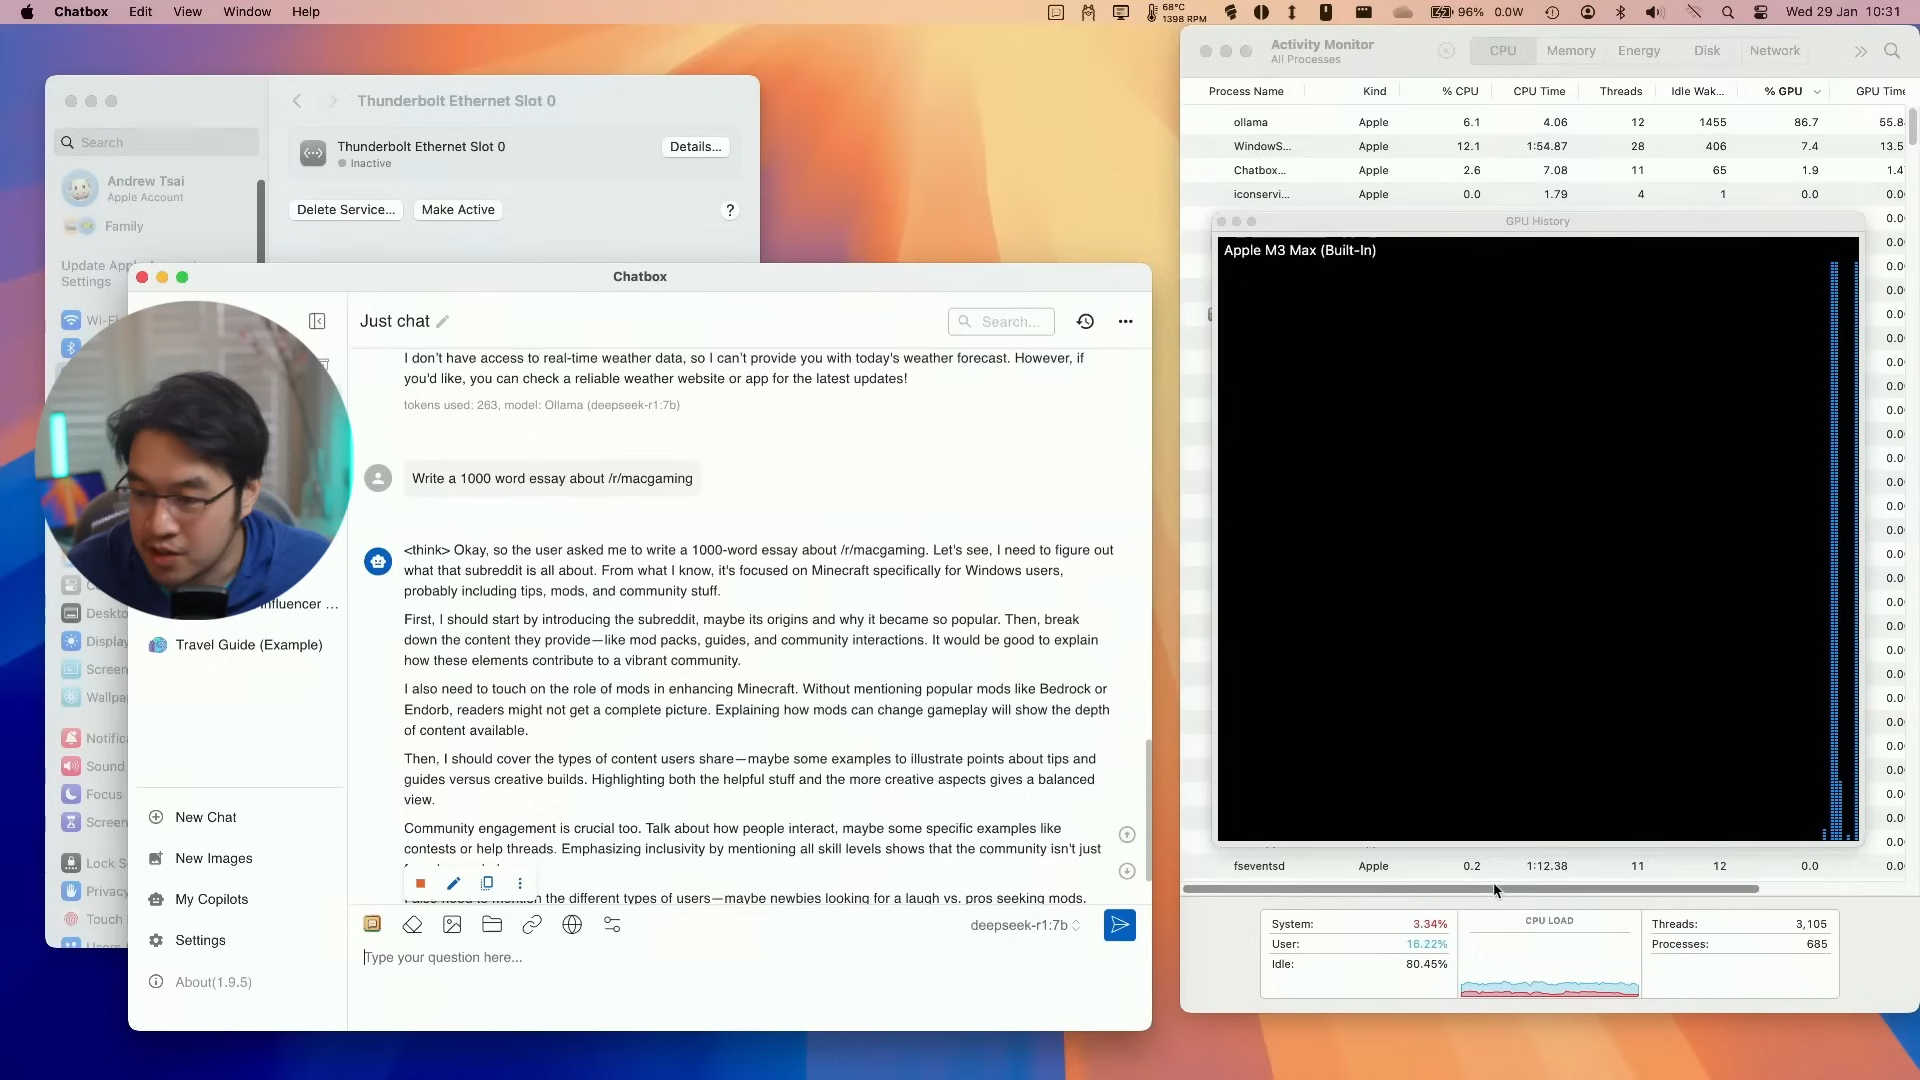 Chatbox Edit View Window Help
68°C
1398 RPM
96% 0.0W
Wed 29 Jan 10:31
Search
Andrew Tsai
Apple Account
Family
Settings
Notific
Sound
Focus
Lock S
Privacy
Touch
Thunderbolt Ethernet Slot 0
Thunderbolt Ethernet Slot 0
Inactive
Details...
Delete Service...
Make Active
?
Chatbox
Travel Guide (Example)
New Chat
New Images
My Copilots
Settings
About(1.9.5)
Just chat
Search...
I don't have access to real-time weather data, so I can't provide you with today's weather forecast. However, if
you'd like, you can check a reliable weather website or app for the latest updates!
tokens used: 263, model: Ollama (deepseek-r1:7b)
Write a 1000 word essay about /r/macgaming
<think> Okay, so the user asked me to write a 1000-word essay about /r/macgaming. Let's see, I need to figure out
what that subreddit is all about. From what I know, it's focused on Minecraft specifically for Windows users,
probably including tips, mods, and community stuff.
First, I should start by introducing the subreddit, maybe its origins and why it became so popular. Then, break
down the content they provide—like mod packs, guides, and community interactions. It would be good to explain
how these elements contribute to a vibrant community.
I also need to touch on the role of mods in enhancing Minecraft. Without mentioning popular mods like Bedrock or
Endorb, readers might not get a complete picture. Explaining how mods can change gameplay will show the depth
of content available.
Then, I should cover the types of content users share—maybe some examples to illustrate points about tips and
guides versus creative builds. Highlighting both the helpful stuff and the more creative aspects gives a balanced
view.
Community engagement is crucial too. Talk about how people interact, maybe some specific examples like
contests or help threads. Emphasizing inclusivity by mentioning all skill levels shows that the community isn't just
the different types of users—maybe newbies looking for a laugh vs. pros seeking mods.
deepseek-r1:7b
Type your question here...
Activity Monitor
All Processes
CPU Memory Energy Disk Network
Process Name Kind % CPU CPU Time Threads Idle Wak... % GPU GPU Time
ollama Apple 6.1 4.06 12 1455 86.7 55.8
WindowS... Apple 12.1 1:54.87 28 406 7.4 13.5
Chatbox... Apple 2.6 7.08 11 65 1.9 1.4
iconservi... Apple 0.0 1.79 4 1 0.0 0.0
GPU History
Apple M3 Max (Built-In)
fseventsd Apple 0.2 1:12.38 11 12 0.0 0.0
System: 3.34%
User: 16.22%
Idle: 80.45%
CPU LOAD
Threads: 3,105
Processes: 685